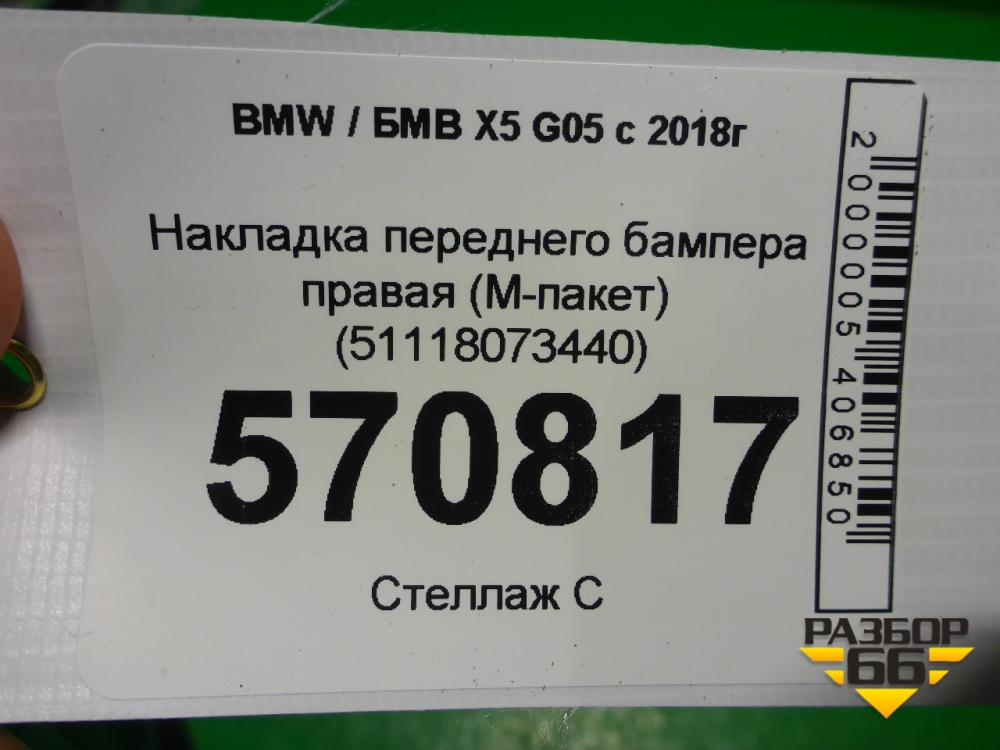 BMW / БМВ X5 G05 с 2018г
Накладка переднего бампера
правая (М-пакет)
(51118073440)
570817
Стеллаж С
2000005406850
РАЗБОР
66